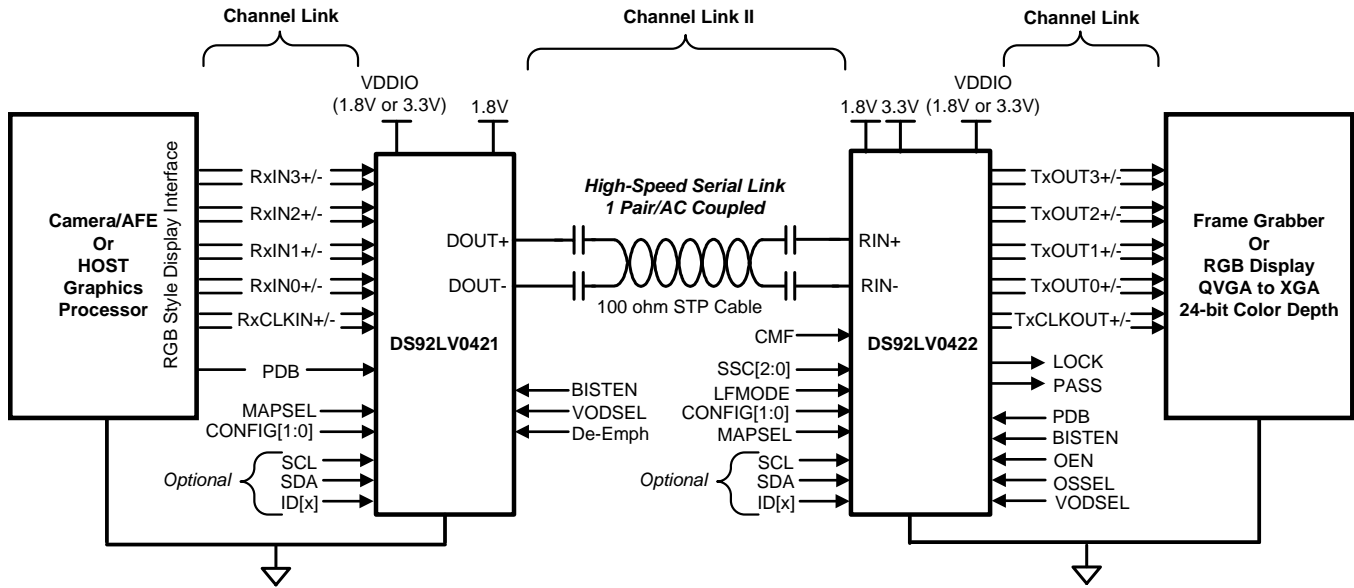 Channel Link
Channel Link II
Channel Link
VDDIO
(1.8V or 3.3V)
1.8V
1.8V
3.3V
VDDIO
(1.8V or 3.3V)
Camera/AFE
Or
HOST
Graphics
Processor
RGB Style Display Interface
RxIN3+/-
RxIN2+/-
RxIN1+/-
RxIN0+/-
RxCLKIN+/-
PDB
MAPSEL
CONFIG[1:0]
Optional
SCL
SDA
ID[x]
DS92LV0421
DOUT+
DOUT-
BISTEN
VODSEL
De-Emph
High-Speed Serial Link
1 Pair/AC Coupled
100 ohm STP Cable
RIN+
RIN-
CMF
SSC[2:0]
LFMODE
CONFIG[1:0]
MAPSEL
Optional
SCL
SDA
ID[x]
DS92LV0422
TxOUT3+/-
TxOUT2+/-
TxOUT1+/-
TxOUT0+/-
TxCLKOUT+/-
LOCK
PASS
PDB
BISTEN
OEN
OSSEL
VODSEL
Frame Grabber
Or
RGB Display
QVGA to XGA
24-bit Color Depth